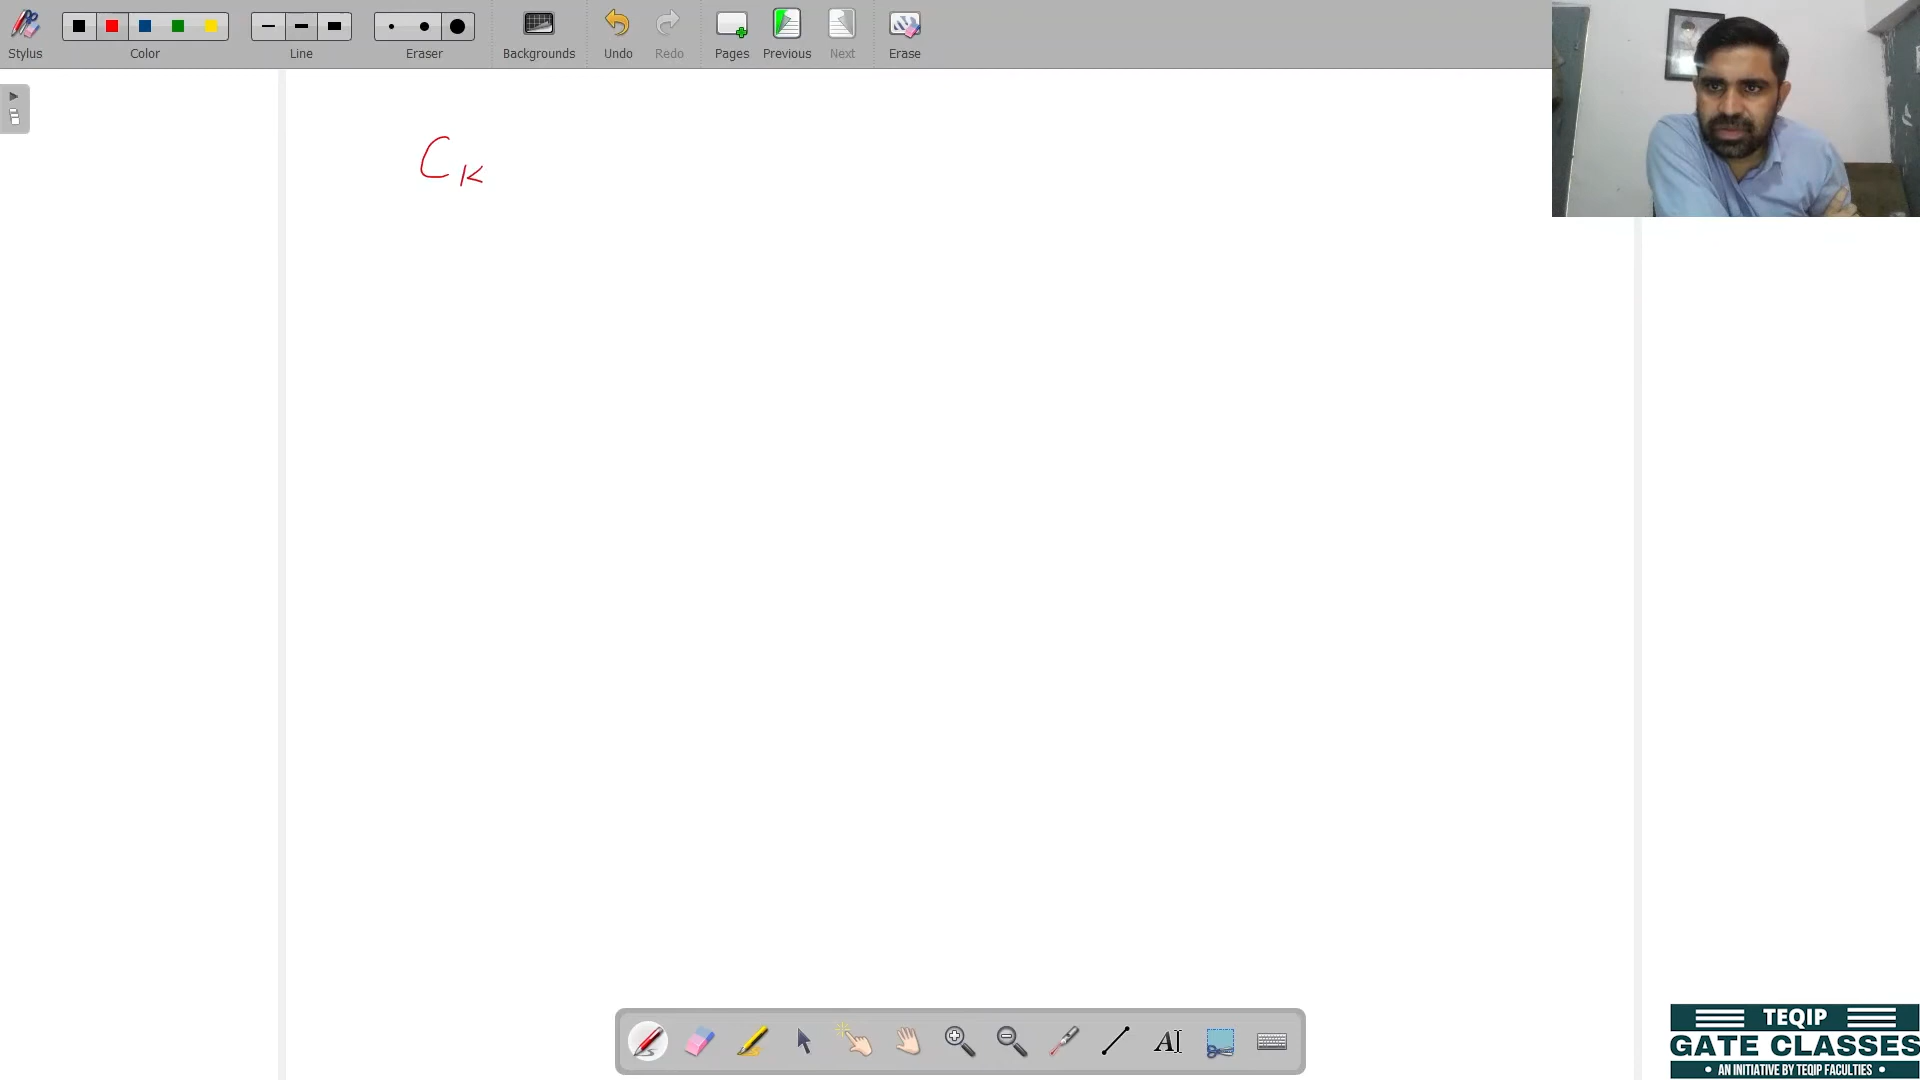 Stylus Color Line Eraser Backgrounds Undo Redo Pages Previous Next Erase
C_K
A
TEQIP
GATE CLASSES
• AN INITIATIVE BY TEQIP FACULTIES •